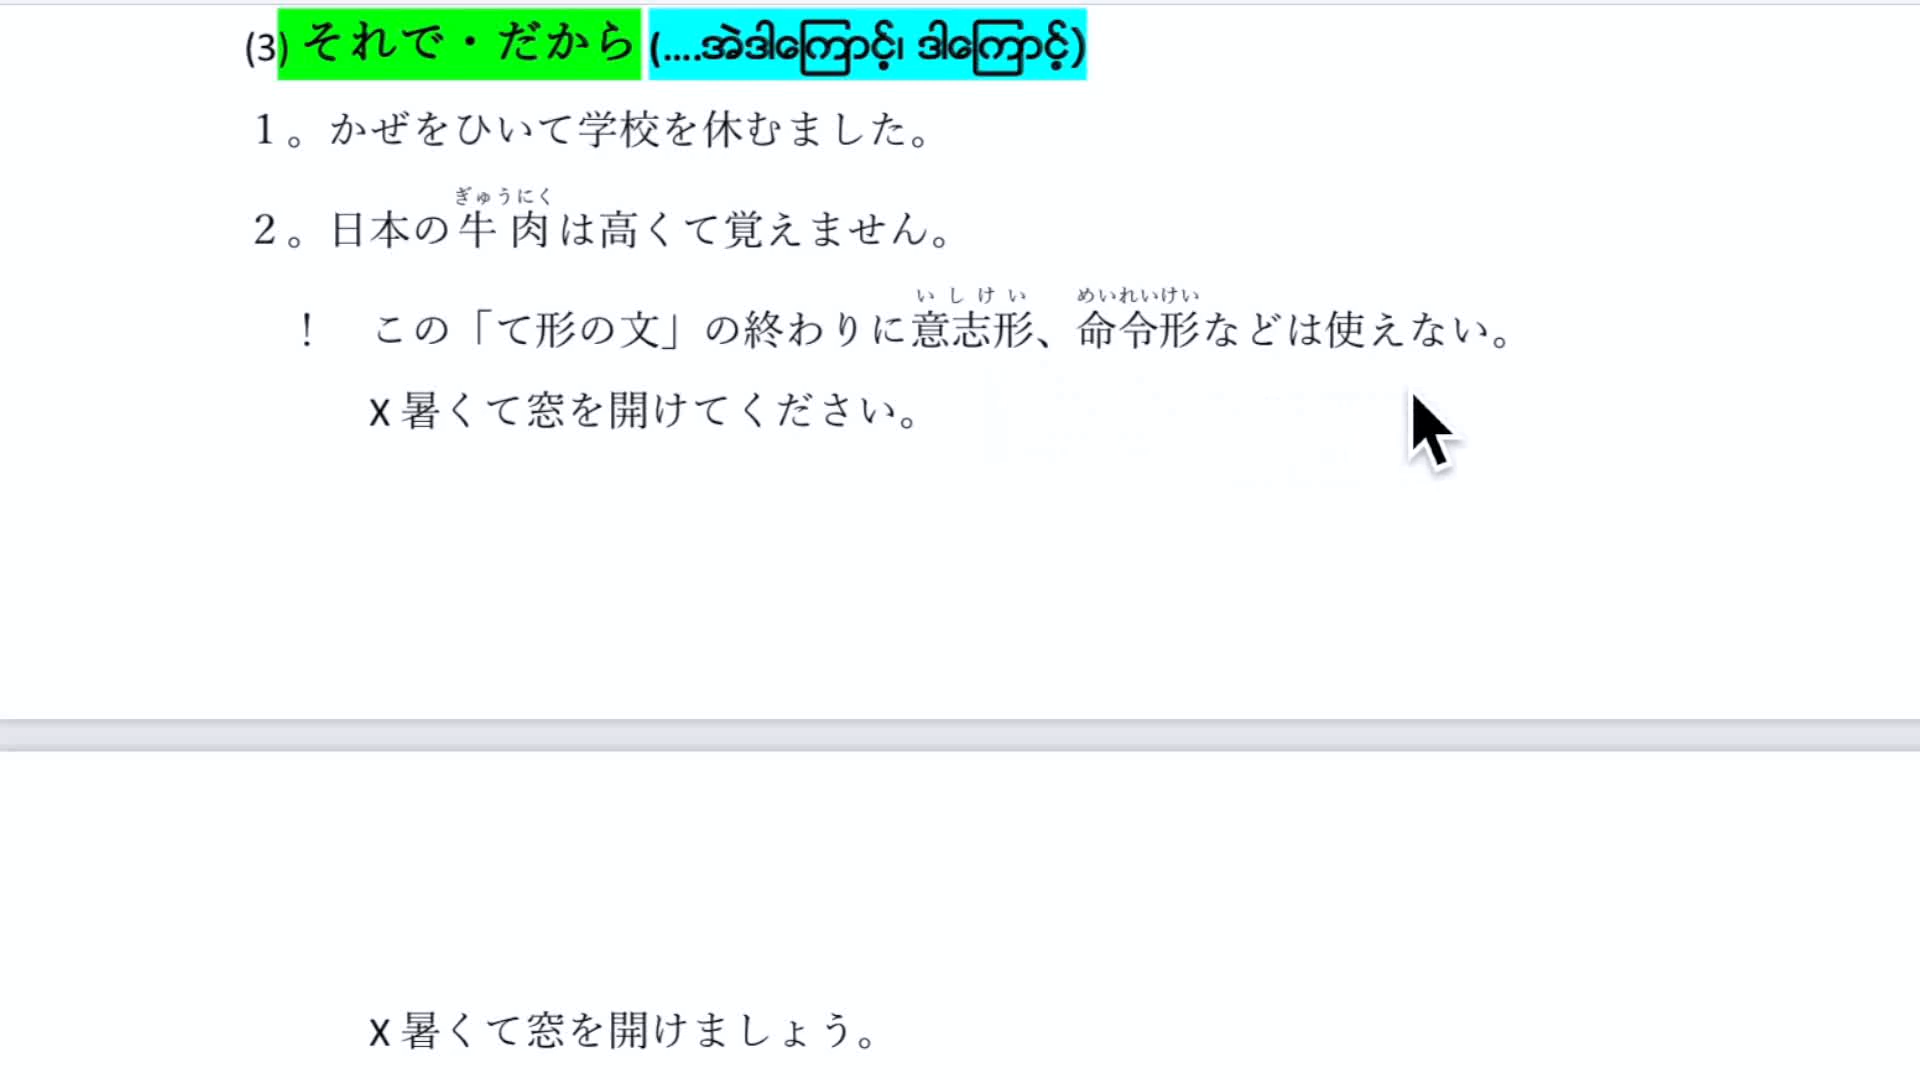 (3) それで・だから (....အဲဒါကြောင့်၊ ဒါကြောင့်)
１。かぜをひいて学校を休むました。
ぎゅうにく
２。日本の牛肉は高くて覚えません。
いしけい めいれいけい
！ この「て形の文」の終わりに意志形、命令形などは使えない。
X 暑くて窓を開けてください。
X 暑くて窓を開けましょう。